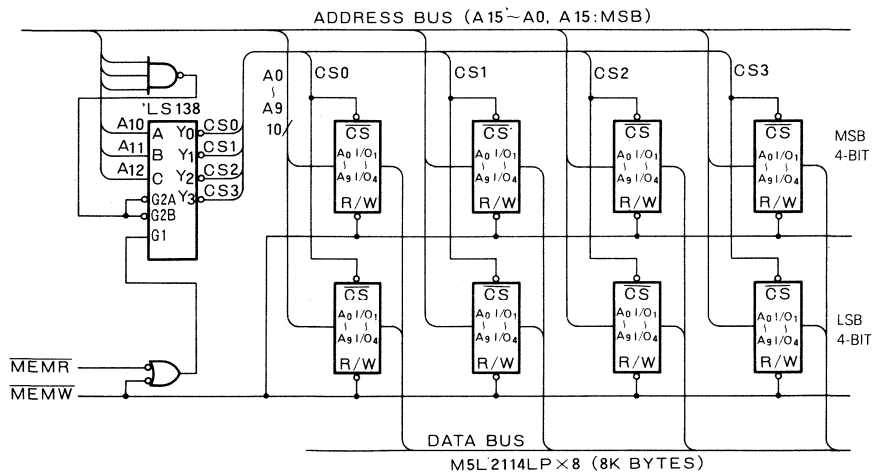 ADDRESS BUS (A15~A0, A15:MSB)
CS0 CS1 CS2 CS3
A0
~
A9
10
'LS138
A10 A Y0 CS0
A11 B Y1 CS1
A12 C Y2 CS2
Y3 CS3
G2A
G2B
G1
CS CS CS CS
A0 I/O1 A0 I/O1 A0 I/O1 A0 I/O1
~ ~ ~ ~ ~ ~ ~ ~
A9 I/O4 A9 I/O4 A9 I/O4 A9 I/O4
R/W R/W R/W R/W
MSB
4-BIT
CS CS CS CS
A0 I/O1 A0 I/O1 A0 I/O1 A0 I/O1
~ ~ ~ ~ ~ ~ ~ ~
A9 I/O4 A9 I/O4 A9 I/O4 A9 I/O4
R/W R/W R/W R/W
LSB
4-BIT
MEMR
MEMW
DATA BUS
M5L2114LP×8 (8K BYTES)